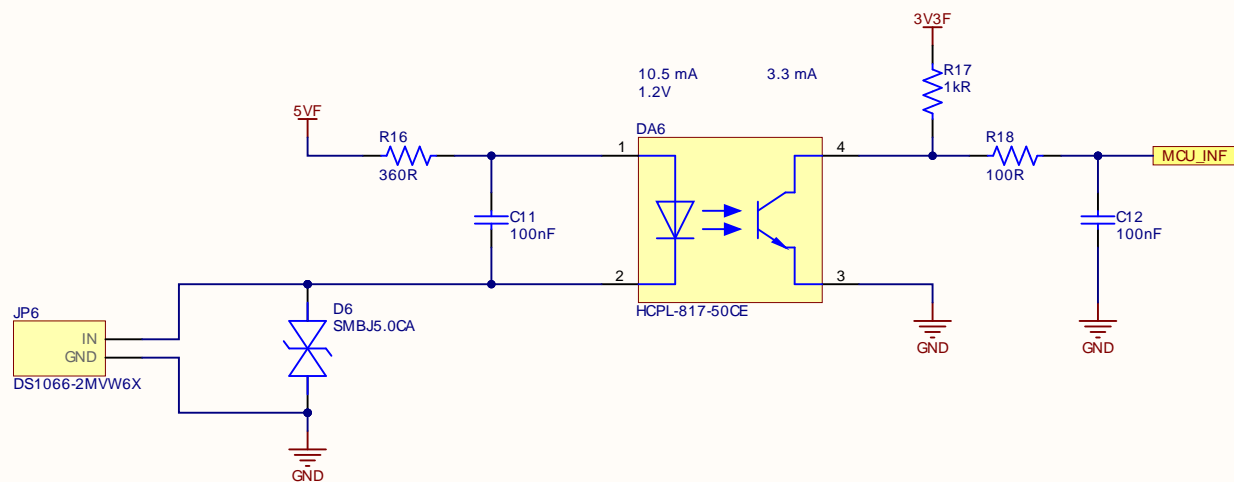 3V3F
10.5 mA
3.3 mA
1.2V
R17
1kR
5VF
DA6
R16
360R
1
4
R18
100R
MCU_INF
C11
100nF
C12
100nF
2
3
HCPL-817-50CE
JP6
IN
GND
DS1066-2MVW6X
D6
SMBJ5.0CA
GND
GND
GND